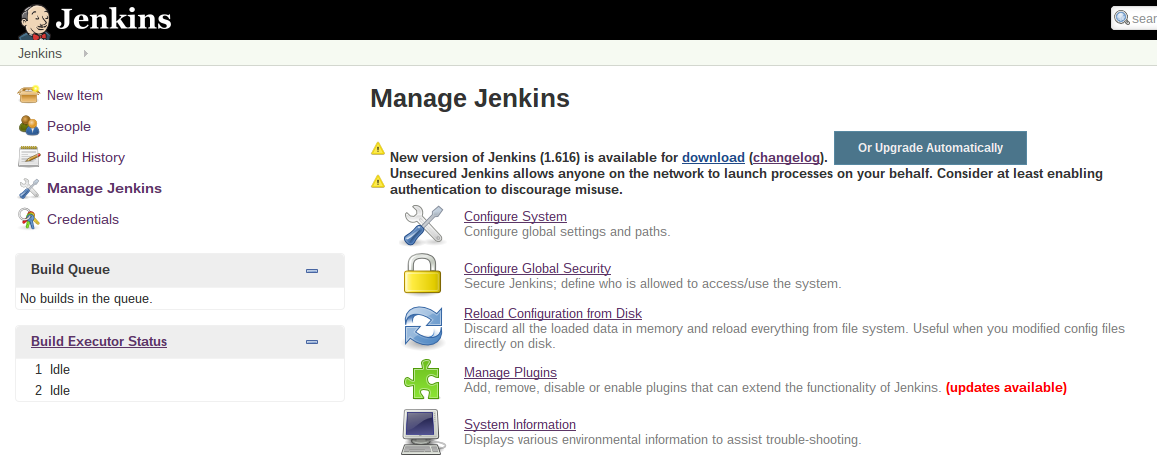 Jenkins
sear
Jenkins
New Item
People
Build History
Manage Jenkins
Credentials
Build Queue
No builds in the queue.
Build Executor Status
1 Idle
2 Idle
Manage Jenkins
New version of Jenkins (1.616) is available for download (changelog).
Or Upgrade Automatically
Unsecured Jenkins allows anyone on the network to launch processes on your behalf. Consider at least enabling
authentication to discourage misuse.
Configure System
Configure global settings and paths.
Configure Global Security
Secure Jenkins; define who is allowed to access/use the system.
Reload Configuration from Disk
Discard all the loaded data in memory and reload everything from file system. Useful when you modified config files
directly on disk.
Manage Plugins
Add, remove, disable or enable plugins that can extend the functionality of Jenkins. (updates available)
System Information
Displays various environmental information to assist trouble-shooting.